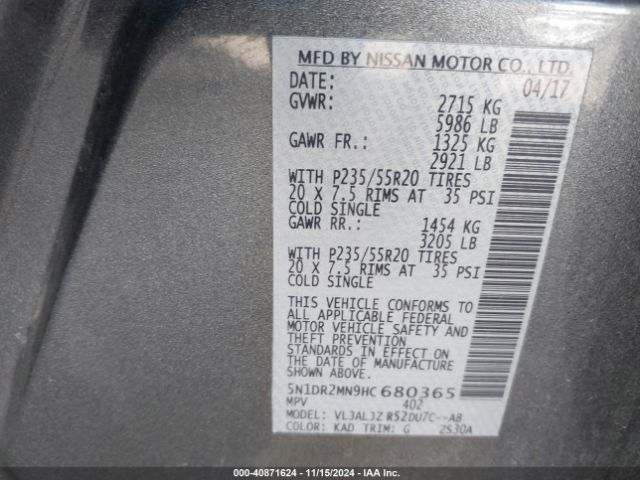 MFD BY NISSAN MOTOR CO., LTD.
DATE: 04/17
GVWR: 2715 KG
5986 LB
GAWR FR.: 1325 KG
2921 LB
WITH P235/55R20 TIRES
20 X 7.5 RIMS AT 35 PSI
COLD SINGLE
GAWR RR.: 1454 KG
3205 LB
WITH P235/55R20 TIRES
20 X 7.5 RIMS AT 35 PSI
COLD SINGLE
THIS VEHICLE CONFORMS TO
ALL APPLICABLE FEDERAL
MOTOR VEHICLE SAFETY AND
THEFT PREVENTION
STANDARDS IN EFFECT ON
THE DATE OF MANUFACTURE
SHOWN ABOVE.
5N1DR2MN9HC680365
MPV 402
MODEL: VL3ALJZ R52DU7C--AB
COLOR: KAD TRIM: G 2S30A
000-40871624 | 11/15/2024 - IAA, Inc.